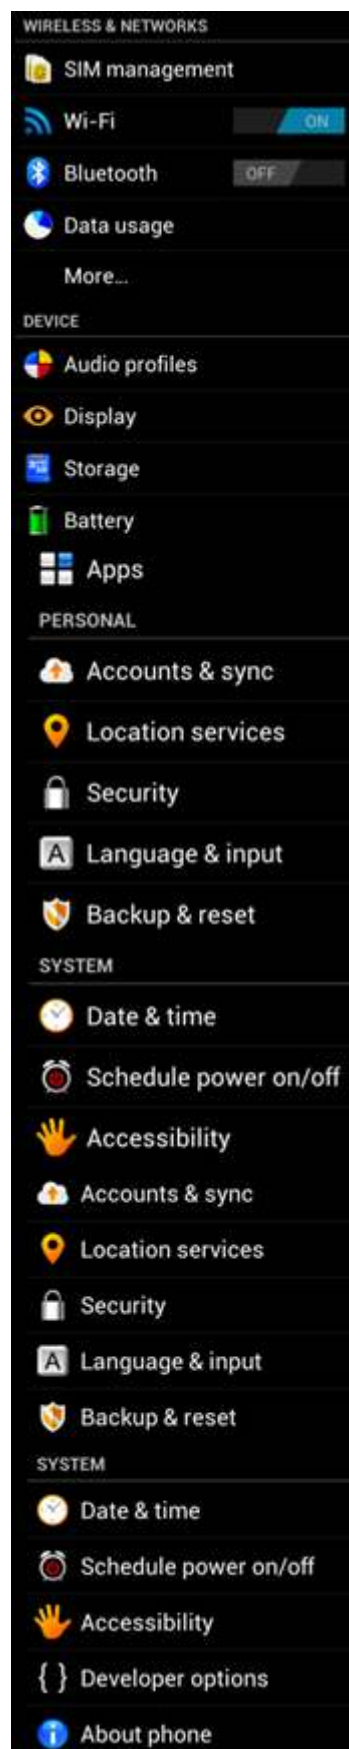 WIRELESS & NETWORKS
SIM management
Wi-Fi ON
Bluetooth OFF
Data usage
More...
DEVICE
Audio profiles
Display
Storage
Battery
Apps
PERSONAL
Accounts & sync
Location services
Security
A Language & input
Backup & reset
SYSTEM
Date & time
Schedule power on/off
Accessibility
Accounts & sync
Location services
Security
A Language & input
Backup & reset
SYSTEM
Date & time
Schedule power on/off
Accessibility
{ } Developer options
i About phone